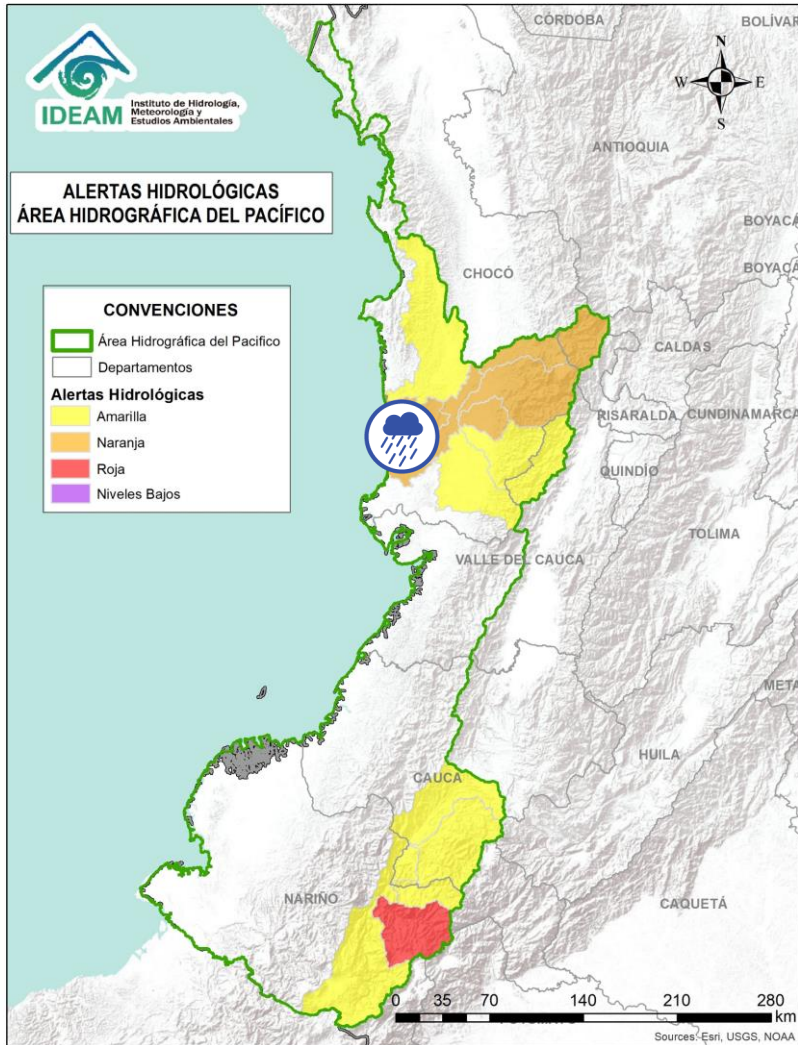 CÓRDOBA
BOLÍVAR
IDEAM
Instituto de Hidrología,
Meteorología y
Estudios Ambientales
N
W
E
S
ANTIOQUIA
ALERTAS HIDROLÓGICAS
ÁREA HIDROGRÁFICA DEL PACÍFICO
BOYACÁ
BOYACÁ
CHOCÓ
CONVENCIONES
Área Hidrográfica del Pacifico
Departamentos
Alertas Hidrológicas
Amarilla
Naranja
Roja
Niveles Bajos
CALDAS
RISARALDA
CUNDINAMARCA
QUINDÍO
TOLIMA
VALLE DEL CAUCA
META
HUILA
CAUCA
NARIÑO
CAQUETÁ
0 35 70 140 210 280
km
Sources: Esri, USGS, NOAA